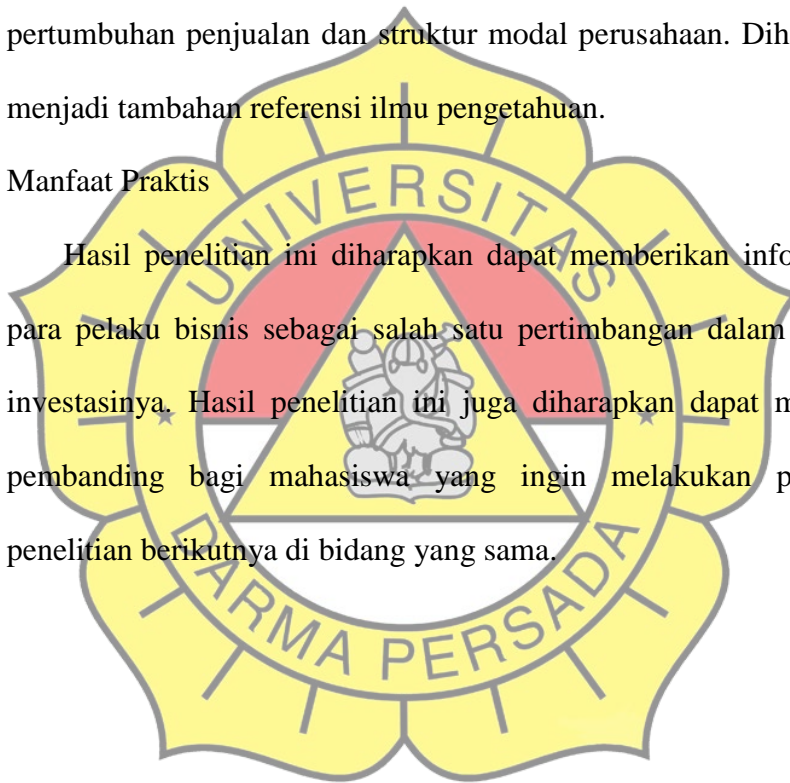 pertumbuhan penjualan dan struktur modal perusahaan. Dih
menjadi tambahan referensi ilmu pengetahuan.
Manfaat Praktis
Hasil penelitian ini diharapkan dapat memberikan info
para pelaku bisnis sebagai salah satu pertimbangan dalam
investasinya. Hasil penelitian ini juga diharapkan dapat m
pembanding bagi mahasiswa yang ingin melakukan p
penelitian berikutnya di bidang yang sama.
UNIVERSITAS
DARMA PERSADA